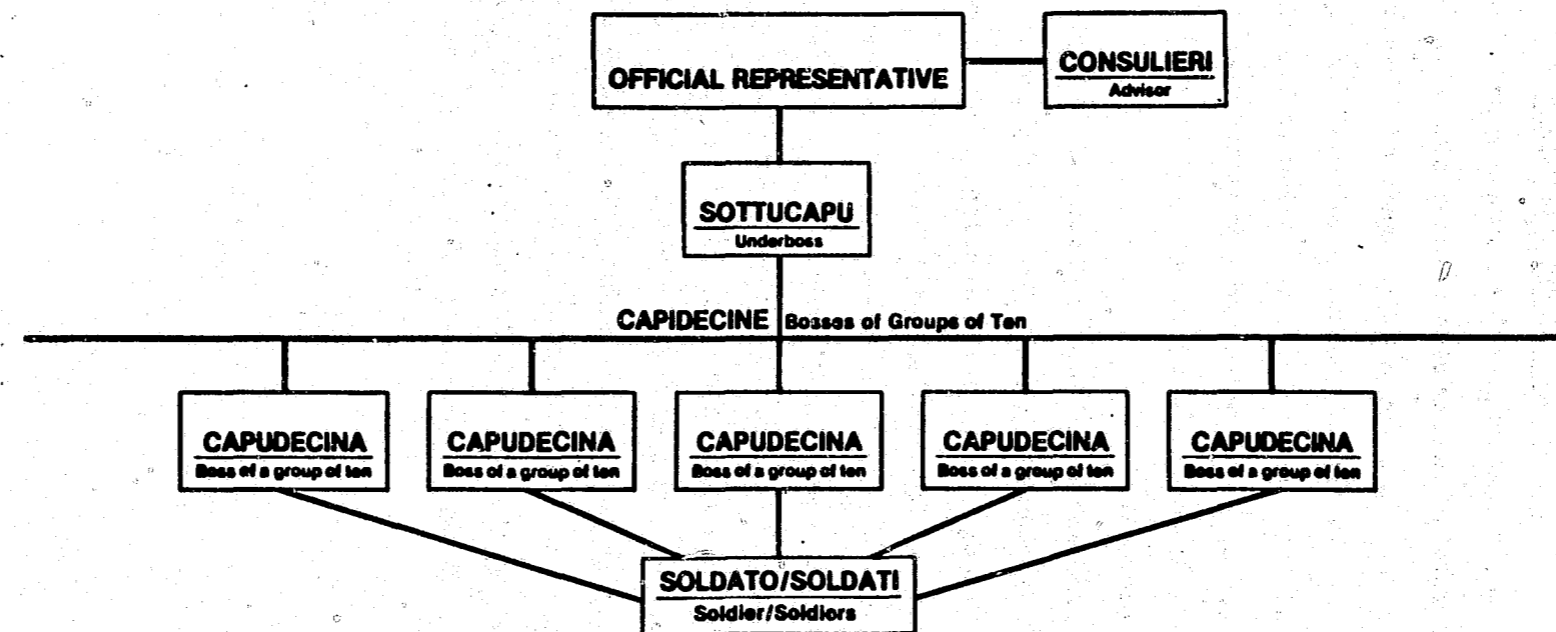 OFFICIAL REPRESENTATIVE
CONSULIERI
Advisor
SOTTUCAPU
Underboss
CAPIDECINE Bosses of Groups of Ten
CAPUDECINA
Boss of a group of ten
CAPUDECINA
Boss of a group of ten
CAPUDECINA
Boss of a group of ten
CAPUDECINA
Boss of a group of ten
CAPUDECINA
Boss of a group of ten
SOLDATO/SOLDATI
Soldier/Soldiers